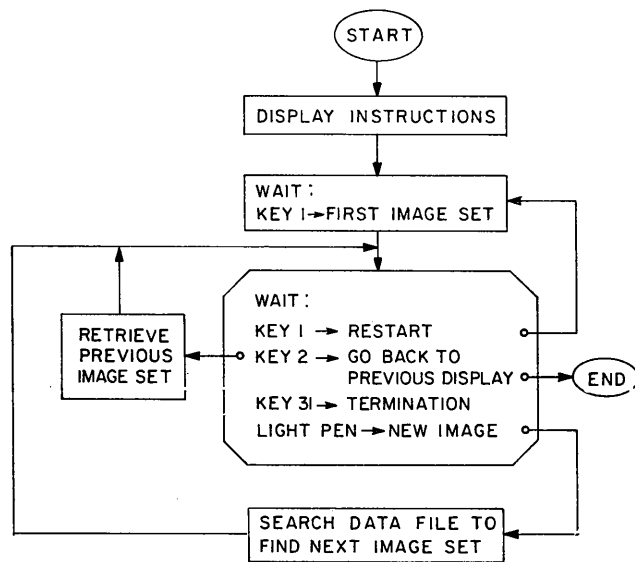 START
DISPLAY INSTRUCTIONS
WAIT:
KEY 1→FIRST IMAGE SET
WAIT:
KEY 1 → RESTART
KEY 2 → GO BACK TO
PREVIOUS DISPLAY
KEY 31→ TERMINATION
LIGHT PEN→NEW IMAGE
RETRIEVE
PREVIOUS
IMAGE SET
END
SEARCH DATA FILE TO
FIND NEXT IMAGE SET